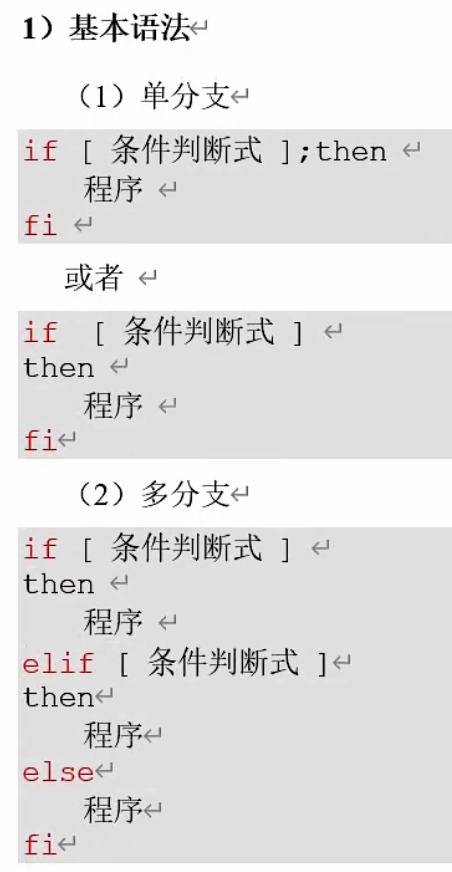 1）基本语法↵
（1）单分支↵
if [ 条件判断式 ];then ↵
程序 ↵
fi ↵
或者 ↵
if [ 条件判断式 ] ↵
then ↵
程序 ↵
fi↵
（2）多分支↵
if [ 条件判断式 ] ↵
then ↵
程序 ↵
elif [ 条件判断式 ]↵
then↵
程序↵
else↵
程序↵
fi↵